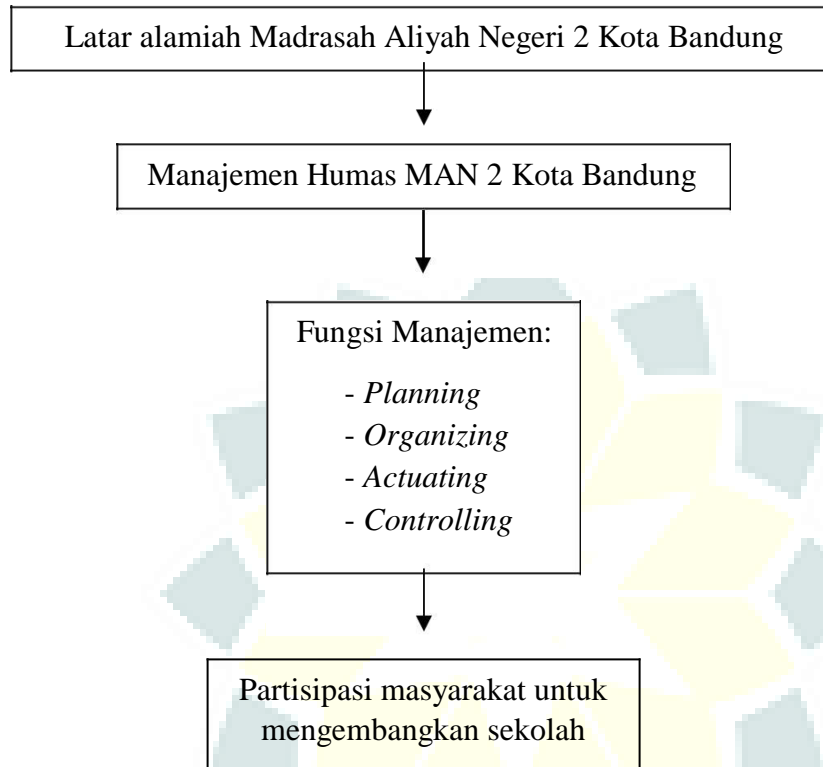 Latar alamiah Madrasah Aliyah Negeri 2 Kota Bandung
Manajemen Humas MAN 2 Kota Bandung
Fungsi Manajemen:
- Planning
- Organizing
- Actuating
- Controlling
Partisipasi masyarakat untuk
mengembangkan sekolah